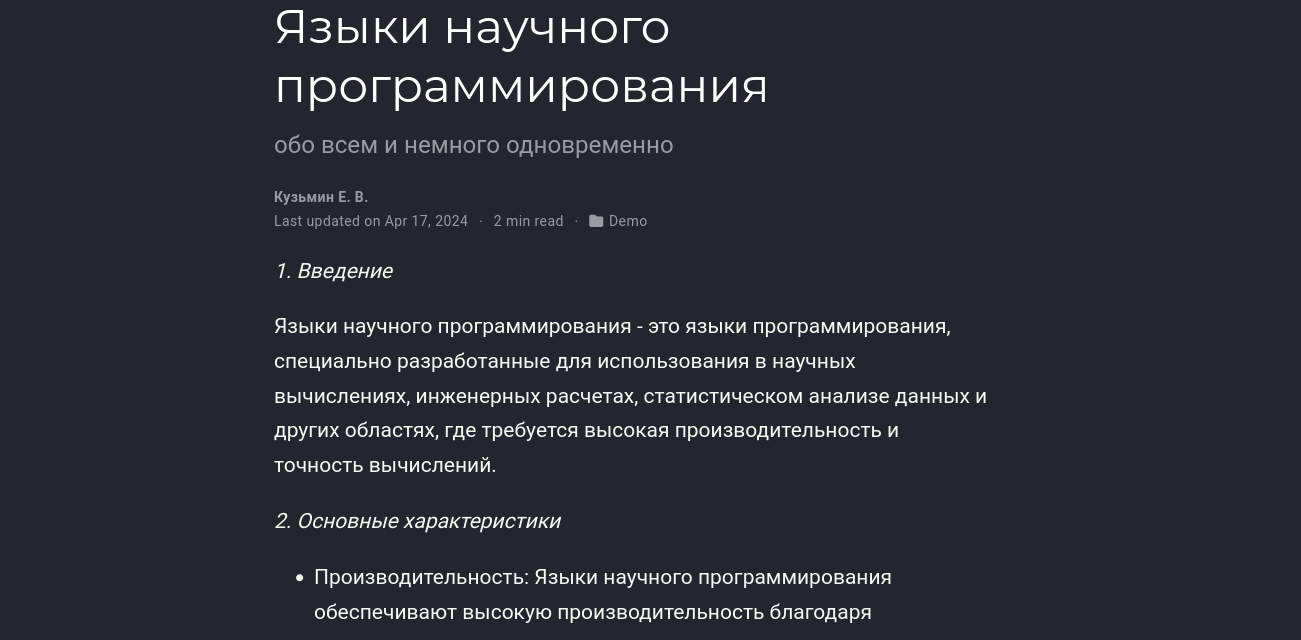 Языки научного
программирования
обо всем и немного одновременно
Кузьмин Е. В.
Last updated on Apr 17, 2024 · 2 min read · Demo
1. Введение
Языки научного программирования - это языки программирования,
специально разработанные для использования в научных
вычислениях, инженерных расчетах, статистическом анализе данных и
других областях, где требуется высокая производительность и
точность вычислений.
2. Основные характеристики
• Производительность: Языки научного программирования
обеспечивают высокую производительность благодаря